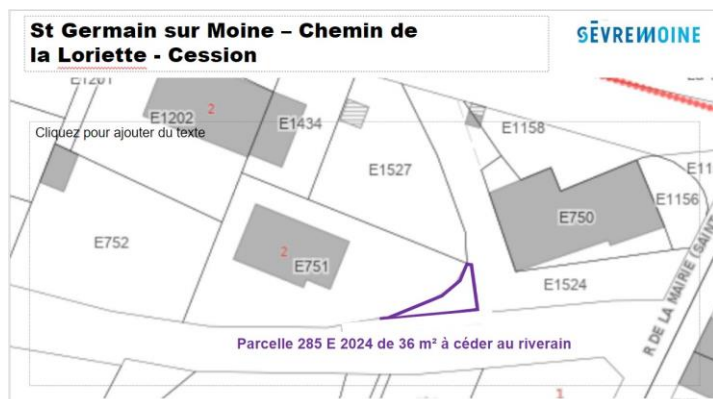 St Germain sur Moine – Chemin de
la Loriette - Cession
SÈVREMOINE
E1201
E1202
2
E1434
Cliquez pour ajouter du texte
E1158
E1527
E1156
E750
E752
2
E751
E1524
R DE LA MAIRIE (SAINT
Parcelle 285 E 2024 de 36 m² à céder au riverain
1